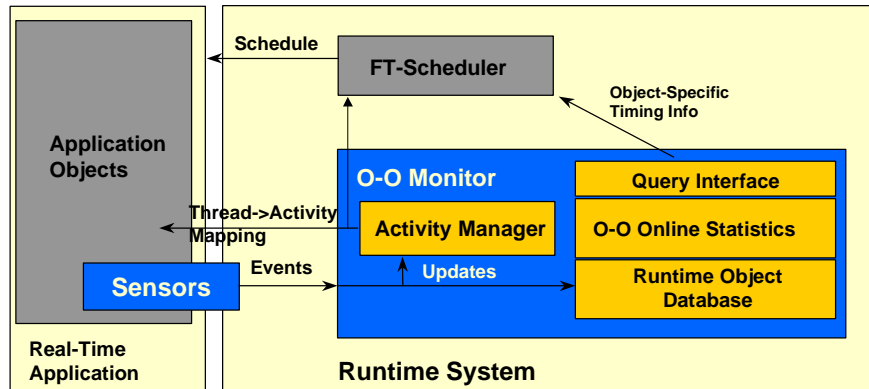 Schedule
FT-Scheduler
Object-Specific
Timing Info
Application
Objects
O-O Monitor
Query Interface
Thread->Activity
Mapping
Activity Manager
O-O Online Statistics
Events
Updates
Sensors
Runtime Object
Database
Real-Time
Application
Runtime System